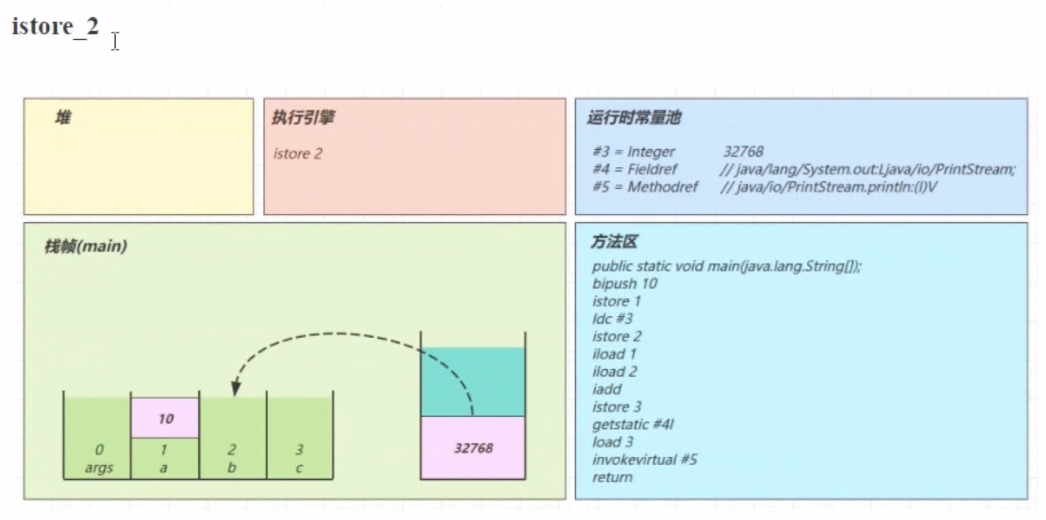 istore_2
堆
执行引擎
istore 2
运行时常量池
#3 = Integer 32768
#4 = Fieldref // java/lang/System.out:Ljava/io/PrintStream;
#5 = Methodref // java/io/PrintStream.println:(I)V
栈帧(main)
10
0 1 2 3
args a b c
32768
方法区
public static void main(java.lang.String[]);
bipush 10
istore 1
ldc #3
istore 2
iload 1
iload 2
iadd
istore 3
getstatic #4l
load 3
invokevirtual #5
return